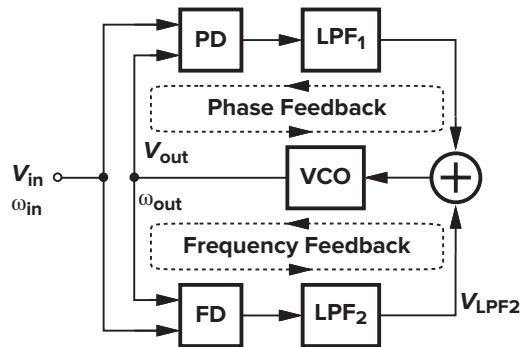 PD
LPF1
Phase Feedback
Vout
Vin
ωin
ωout
VCO
+
Frequency Feedback
FD
LPF2
VLPF2